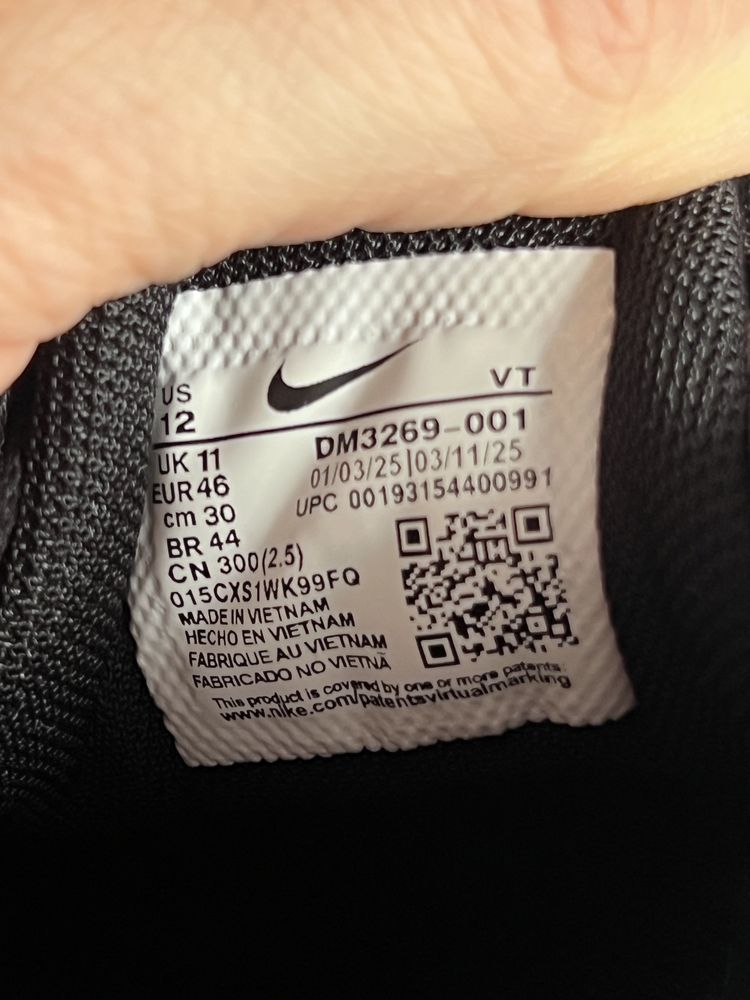 US
12
VT
UK 11
EUR 46
cm 30
BR 44
CN 300(2.5)
015CXS1WK99FQ
MADE IN VIETNAM
HECHO EN VIETNAM
FABRIQUE AU VIETNAM
FABRICADO NO VIETNÃ
DM3269-001
01/03/25|03/11/25
UPC 00193154400991
This product is covered by one or more patents:
www.nike.com/patentsvirtualmarking